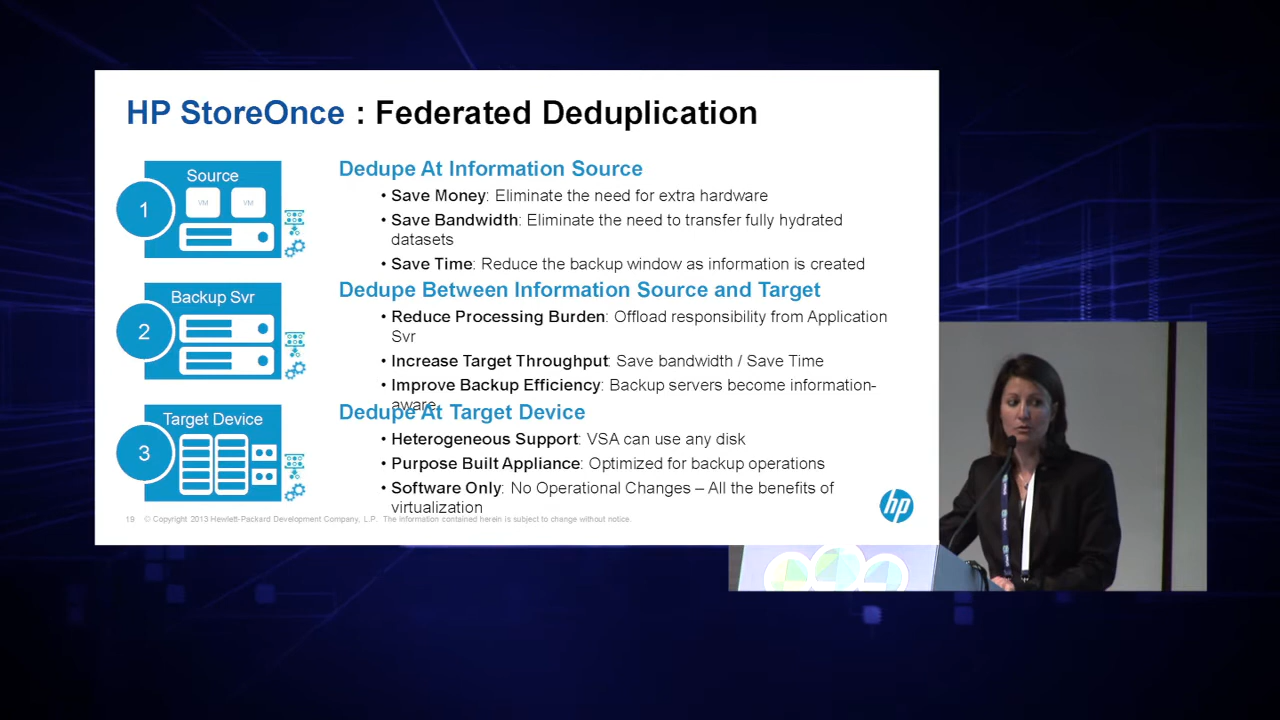 HP StoreOnce : Federated Deduplication
Source
VM VM
1
Dedupe At Information Source
• Save Money: Eliminate the need for extra hardware
• Save Bandwidth: Eliminate the need to transfer fully hydrated
datasets
• Save Time: Reduce the backup window as information is created
Backup Svr
2
Dedupe Between Information Source and Target
• Reduce Processing Burden: Offload responsibility from Application
Svr
• Increase Target Throughput: Save bandwidth / Save Time
• Improve Backup Efficiency: Backup servers become information-
aware
Target Device
3
Dedupe At Target Device
• Heterogeneous Support: VSA can use any disk
• Purpose Built Appliance: Optimized for backup operations
• Software Only: No Operational Changes – All the benefits of
virtualization
19 © Copyright 2013 Hewlett-Packard Development Company, L.P. The information contained herein is subject to change without notice.
hp